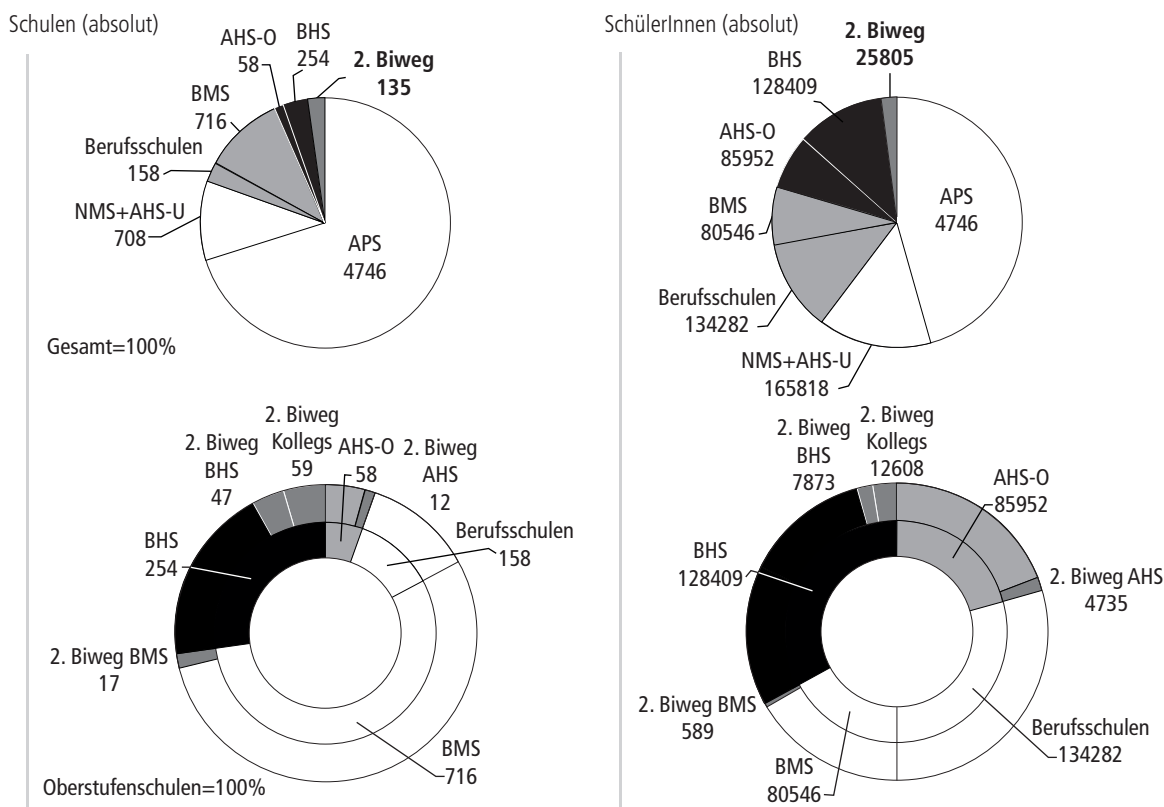 Schulen (absolut)
AHS-O
58
BHS
254
2. Biweg
135
BMS
716
Berufsschulen
158
NMS+AHS-U
708
APS
4746
Gesamt=100%
SchülerInnen (absolut)
2. Biweg
25805
BHS
128409
AHS-O
85952
BMS
80546
APS
4746
Berufsschulen
134282
NMS+AHS-U
165818
2. Biweg
Kollegs
59
2. Biweg
BHS
47
AHS-O
58
2. Biweg
AHS
12
Berufsschulen
158
BHS
254
2. Biweg BMS
17
BMS
716
Oberstufenschulen=100%
2. Biweg
BHS
7873
2. Biweg
Kollegs
12608
AHS-O
85952
BHS
128409
2. Biweg AHS
4735
2. Biweg BMS
589
Berufsschulen
134282
BMS
80546